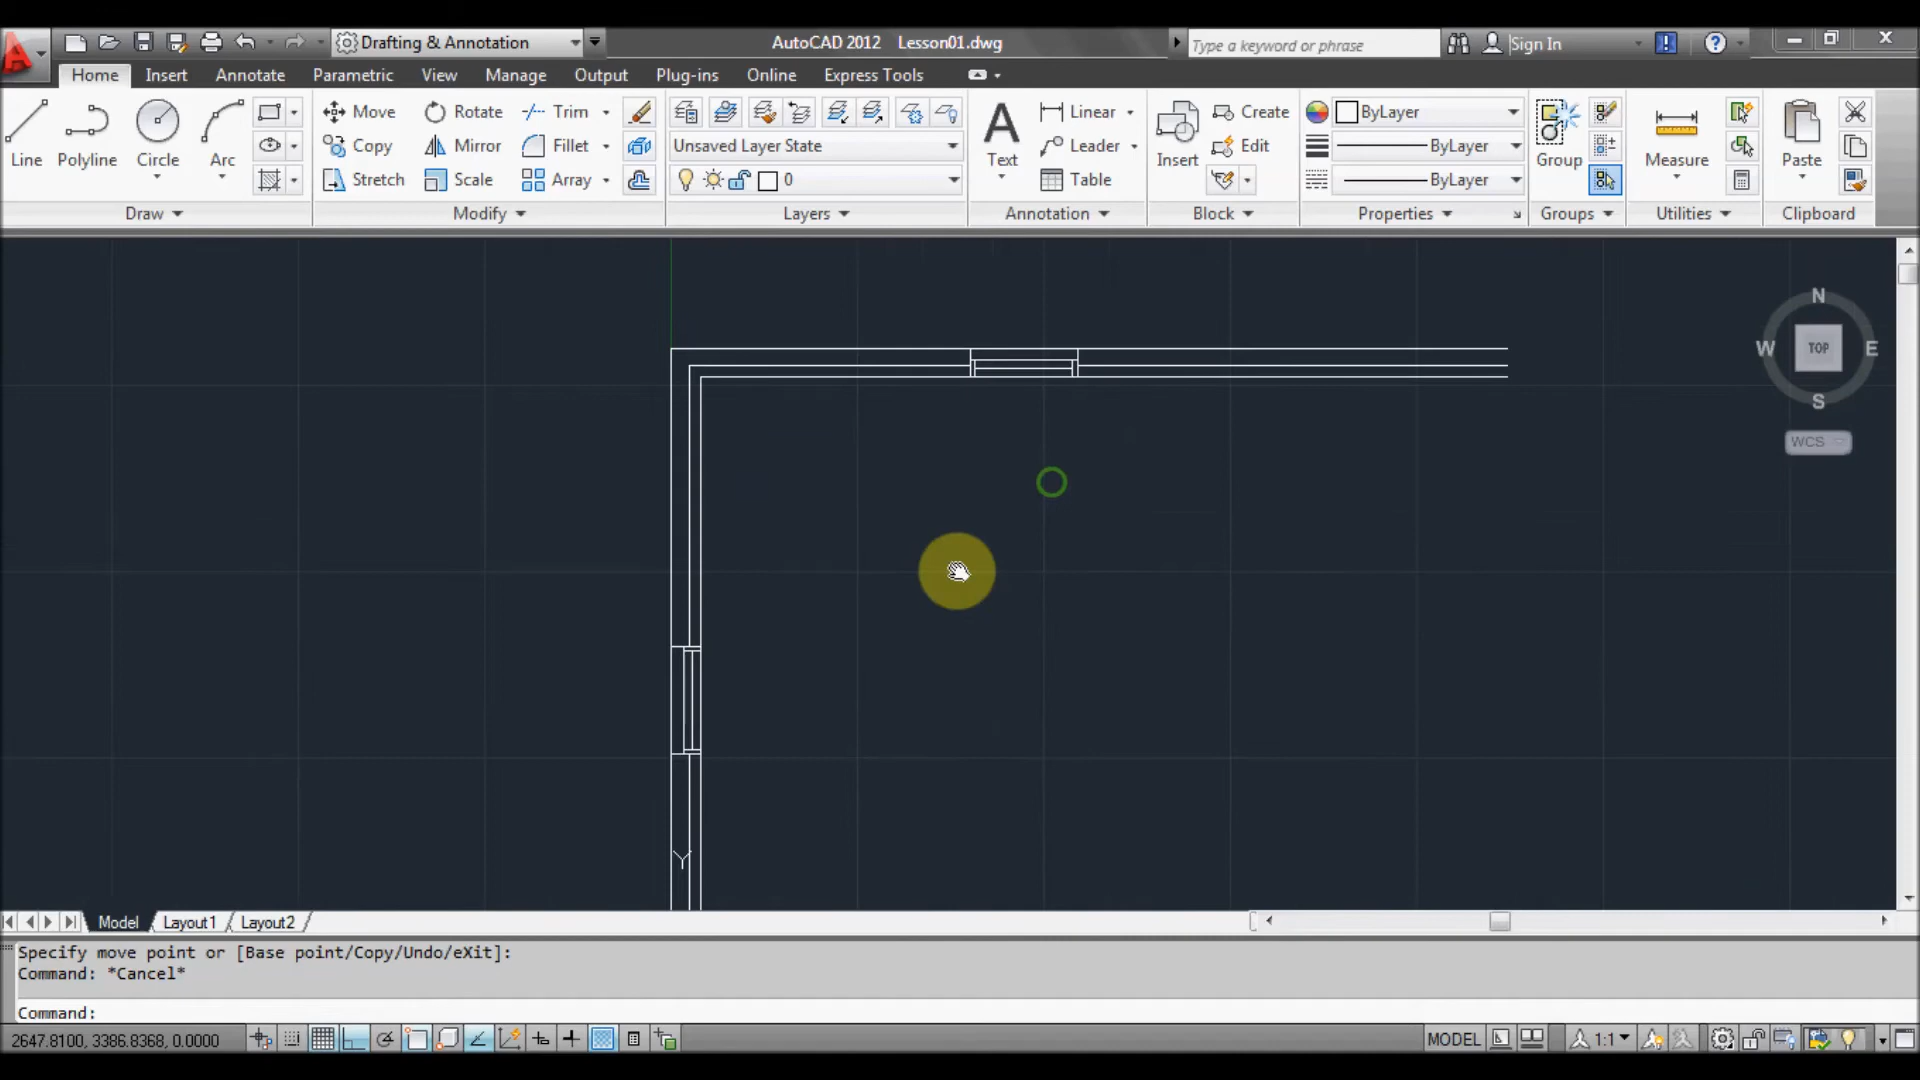 Drafting & Annotation
AutoCAD 2012 Lesson01.dwg
Type a keyword or phrase
Sign In
Home Insert Annotate Parametric View Manage Output Plug-ins Online Express Tools
Line Polyline Circle Arc
Move Rotate Trim
Copy Mirror Fillet
Stretch Scale Array
Unsaved Layer State
0
Text
Linear
Leader
Table
Insert
Create
Edit
ByLayer
ByLayer
ByLayer
Group
Measure
Paste
Draw Modify Layers Annotation Block Properties Groups Utilities Clipboard
N
W TOP E
S
WCS
Y
Model Layout1 Layout2
Specify move point or [Base point/Copy/Undo/eXit]:
Command: *Cancel*
Command:
2647.8100, 3386.8368, 0.0000
MODEL
1:1